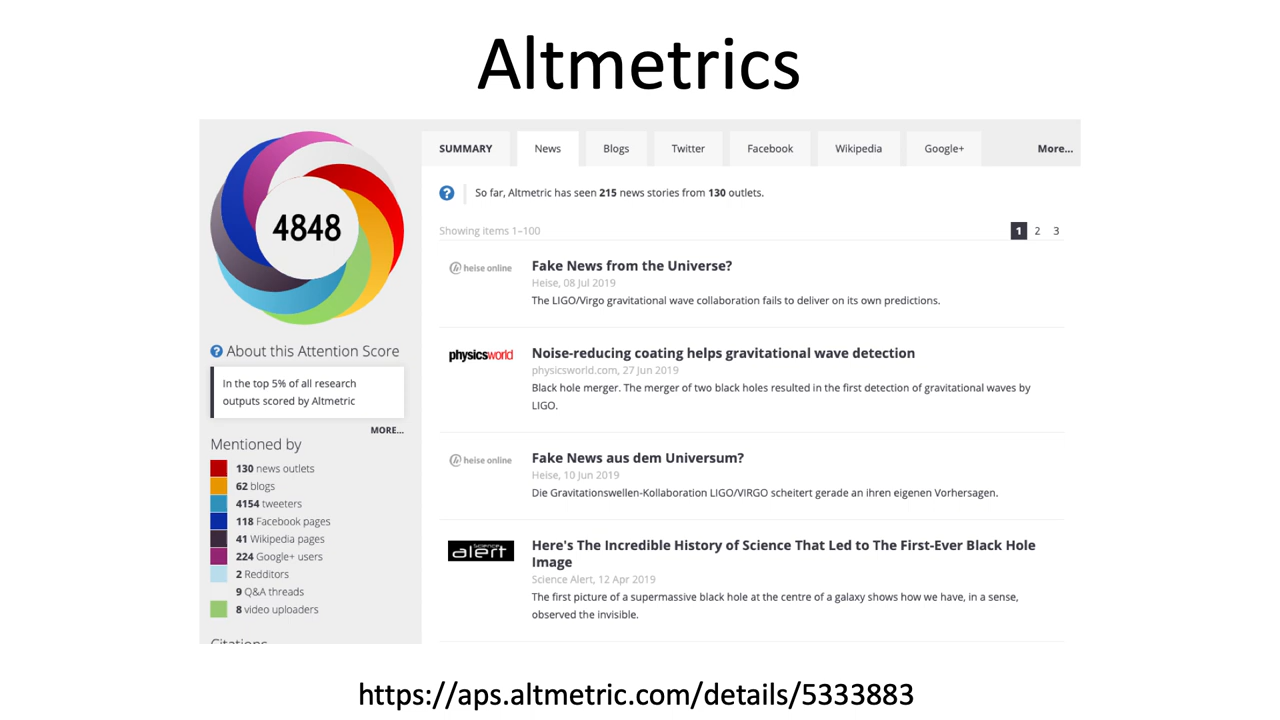 Altmetrics
4848
SUMMARY
News
Blogs
Twitter
Facebook
Wikipedia
Google+
More...
? So far, Altmetric has seen 215 news stories from 130 outlets.
Showing items 1–100
1 2 3
heise online
Fake News from the Universe?
Heise, 08 Jul 2019
The LIGO/Virgo gravitational wave collaboration fails to deliver on its own predictions.
physicsworld
Noise-reducing coating helps gravitational wave detection
physicsworld.com, 27 Jun 2019
Black hole merger. The merger of two black holes resulted in the first detection of gravitational waves by
LIGO.
heise online
Fake News aus dem Universum?
Heise, 10 Jun 2019
Die Gravitationswellen-Kollaboration LIGO/VIRGO scheitert gerade an ihren eigenen Vorhersagen.
science alert
Here's The Incredible History of Science That Led to The First-Ever Black Hole
Image
Science Alert, 12 Apr 2019
The first picture of a supermassive black hole at the centre of a galaxy shows how we have, in a sense,
observed the invisible.
? About this Attention Score
In the top 5% of all research
outputs scored by Altmetric
MORE...
Mentioned by
130 news outlets
62 blogs
4154 tweeters
118 Facebook pages
41 Wikipedia pages
224 Google+ users
2 Redditors
9 Q&A threads
8 video uploaders
Citations
https://aps.altmetric.com/details/5333883